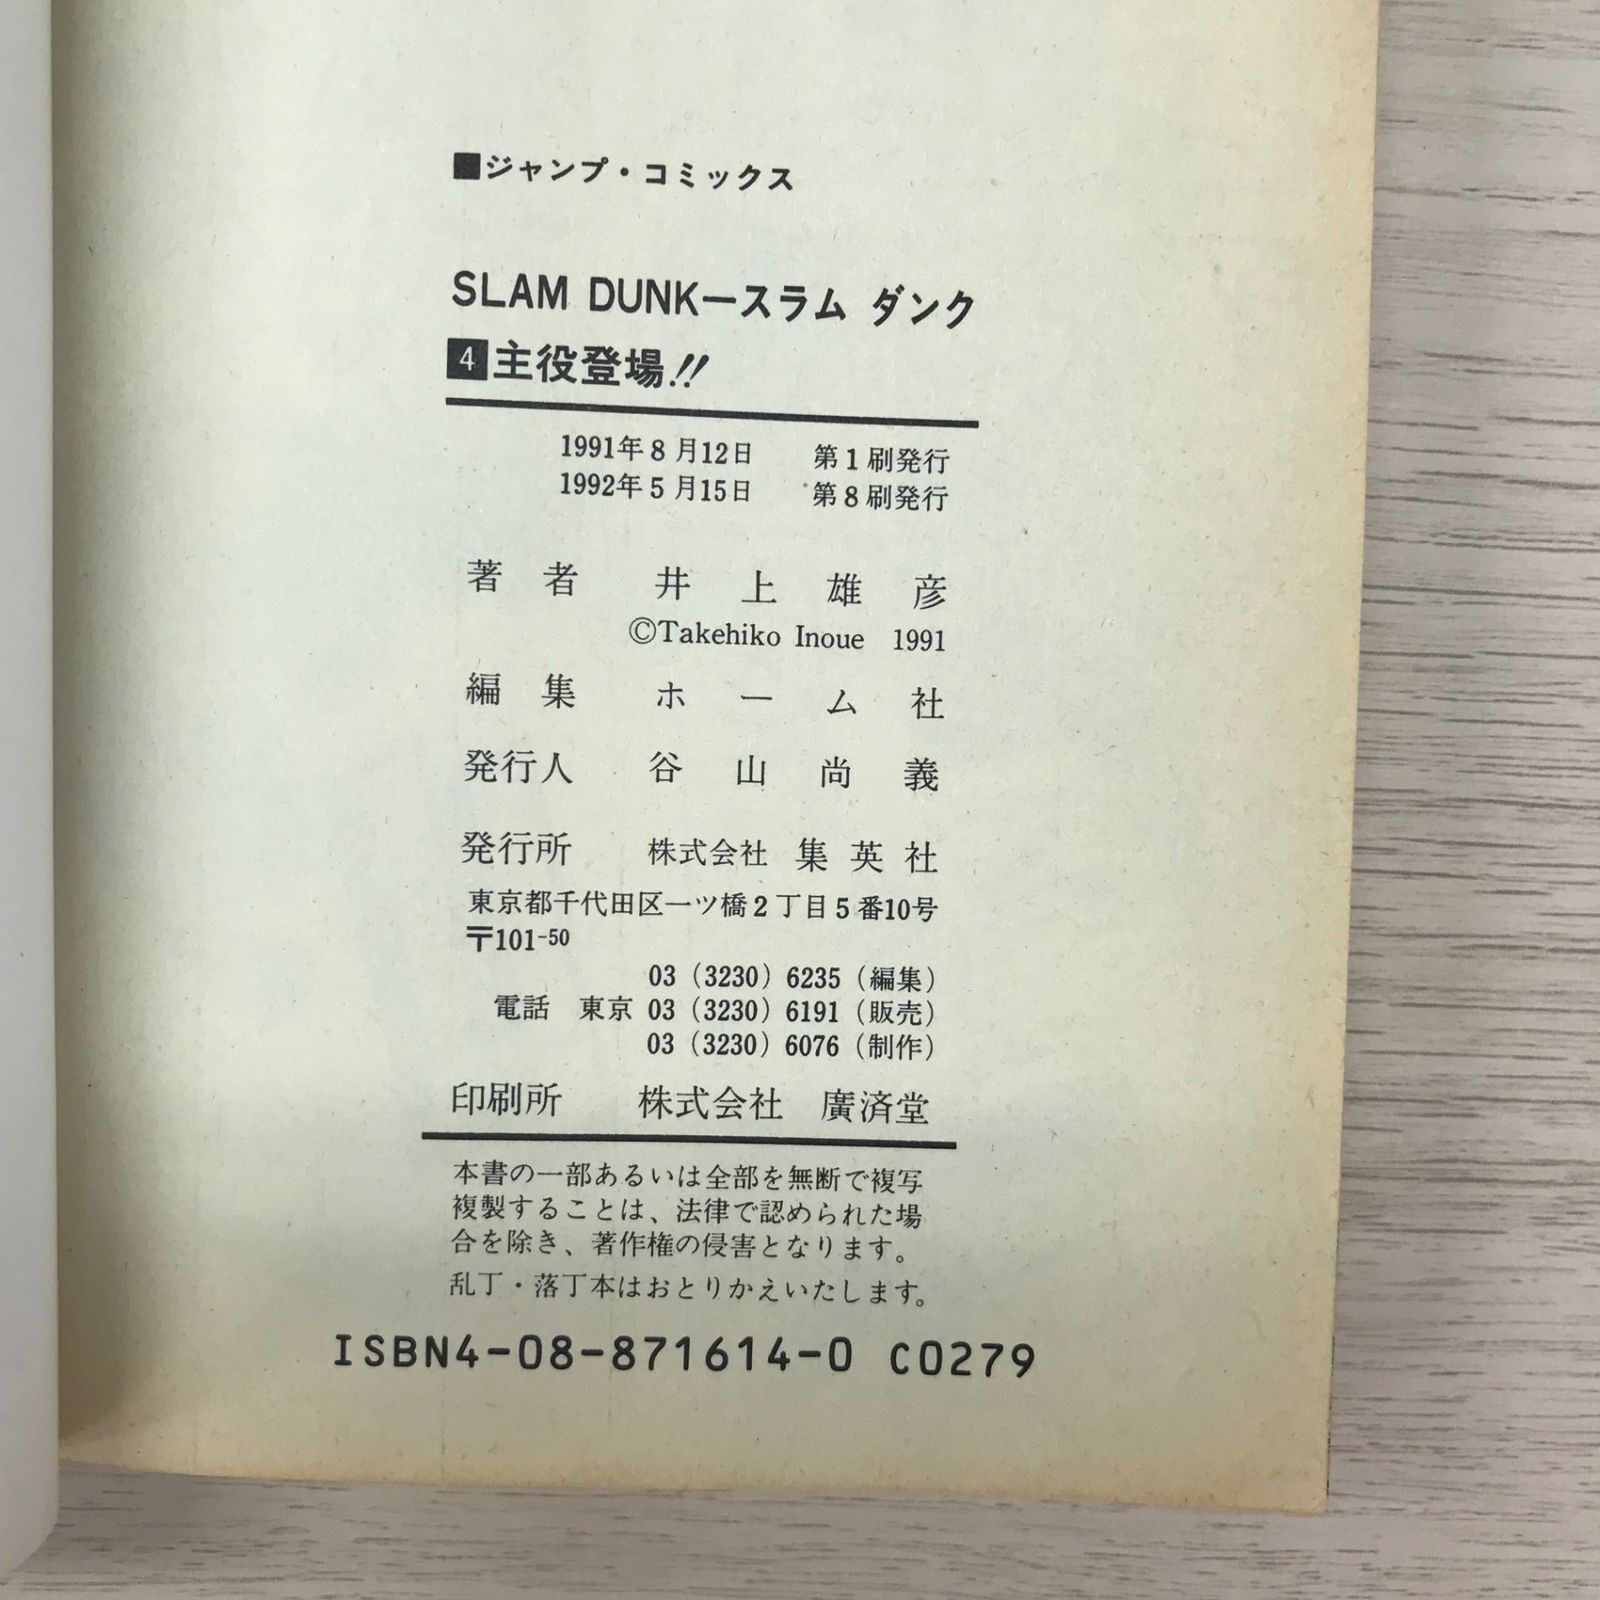 ■ジャンプ・コミックス
SLAM DUNK―スラム ダンク
4 主役登場!!
1991年8月12日 第1刷発行
1992年5月15日 第8刷発行
著者 井上雄彦
©Takehiko Inoue 1991
編集 ホーム社
発行人 谷山尚義
発行所 株式会社 集英社
東京都千代田区一ツ橋2丁目5番10号
〒101-50
03(3230)6235(編集)
電話 東京 03(3230)6191(販売)
03(3230)6076(制作)
印刷所 株式会社 廣済堂
本書の一部あるいは全部を無断で複写
複製することは、法律で認められた場
合を除き、著作権の侵害となります。
乱丁・落丁本はおとりかえいたします。
ISBN4-08-871614-0 C0279